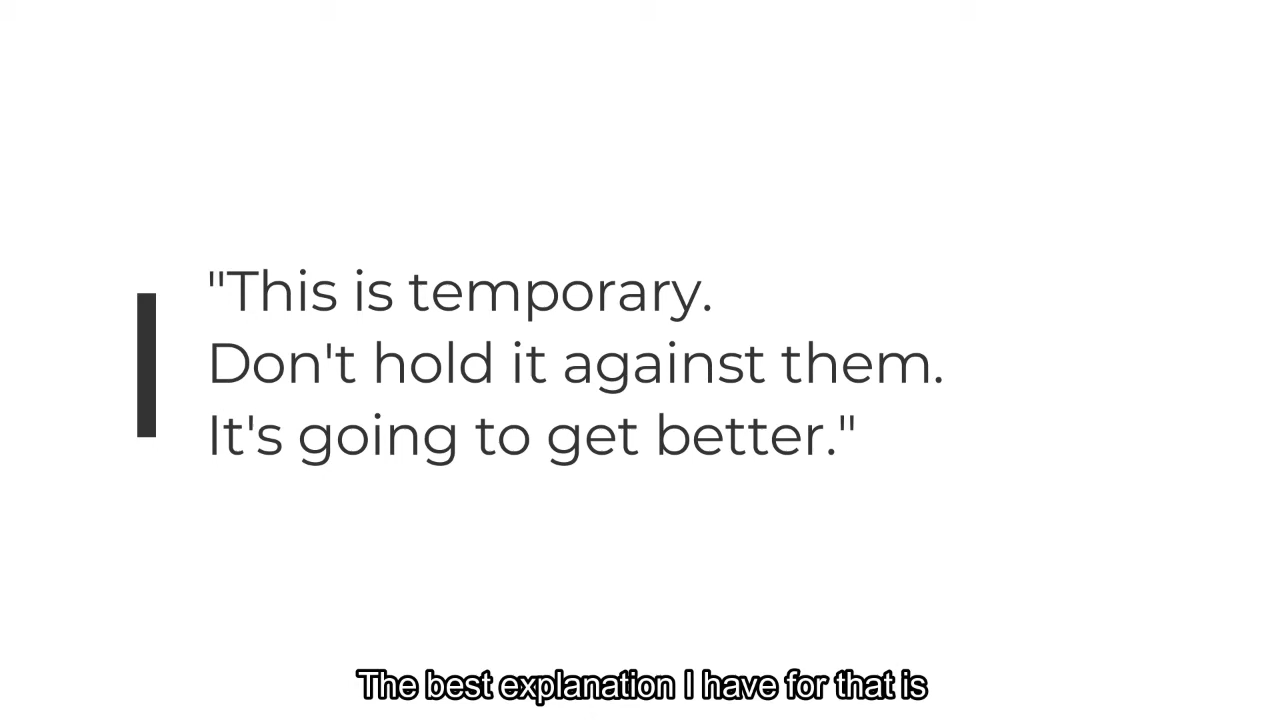 "This is temporary.
Don't hold it against them.
It's going to get better."
The best explanation I have for that is